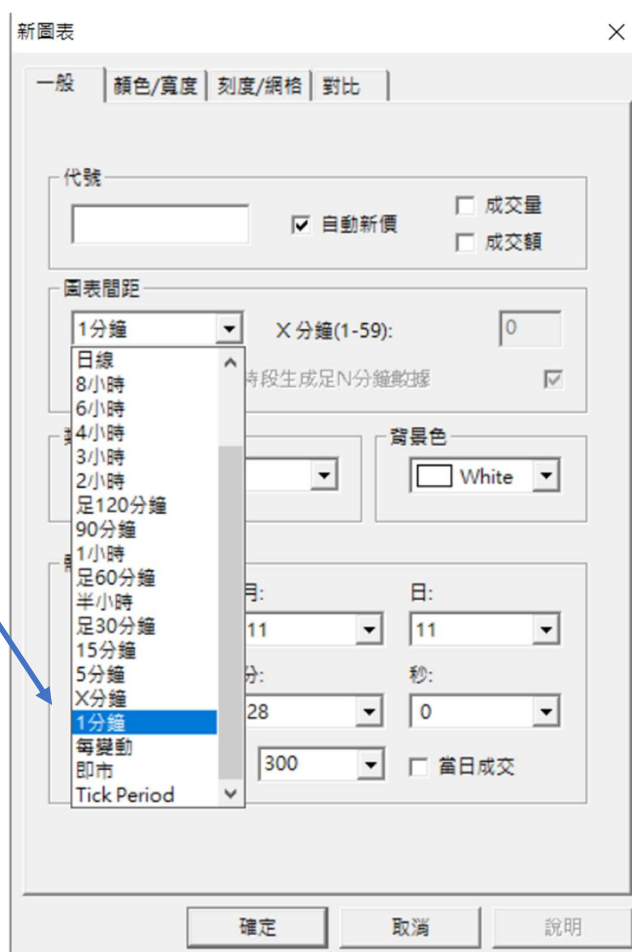 新圖表
一般 顏色/寬度 刻度/網格 對比
代號
自動新價
成交量
成交額
圖表間距
1分鐘 X 分鐘(1-59): 0
日線
8小時
時段生成足N分鐘數據
6小時
4小時
3小時
2小時
足120分鐘
90分鐘
1小時
足60分鐘
半小時
足30分鐘
15分鐘
5分鐘
X分鐘
1分鐘
每變動
即市
Tick Period
背景色
White
月: 日:
11 11
分: 秒:
28 0
300 當日成交
確定 取消 說明